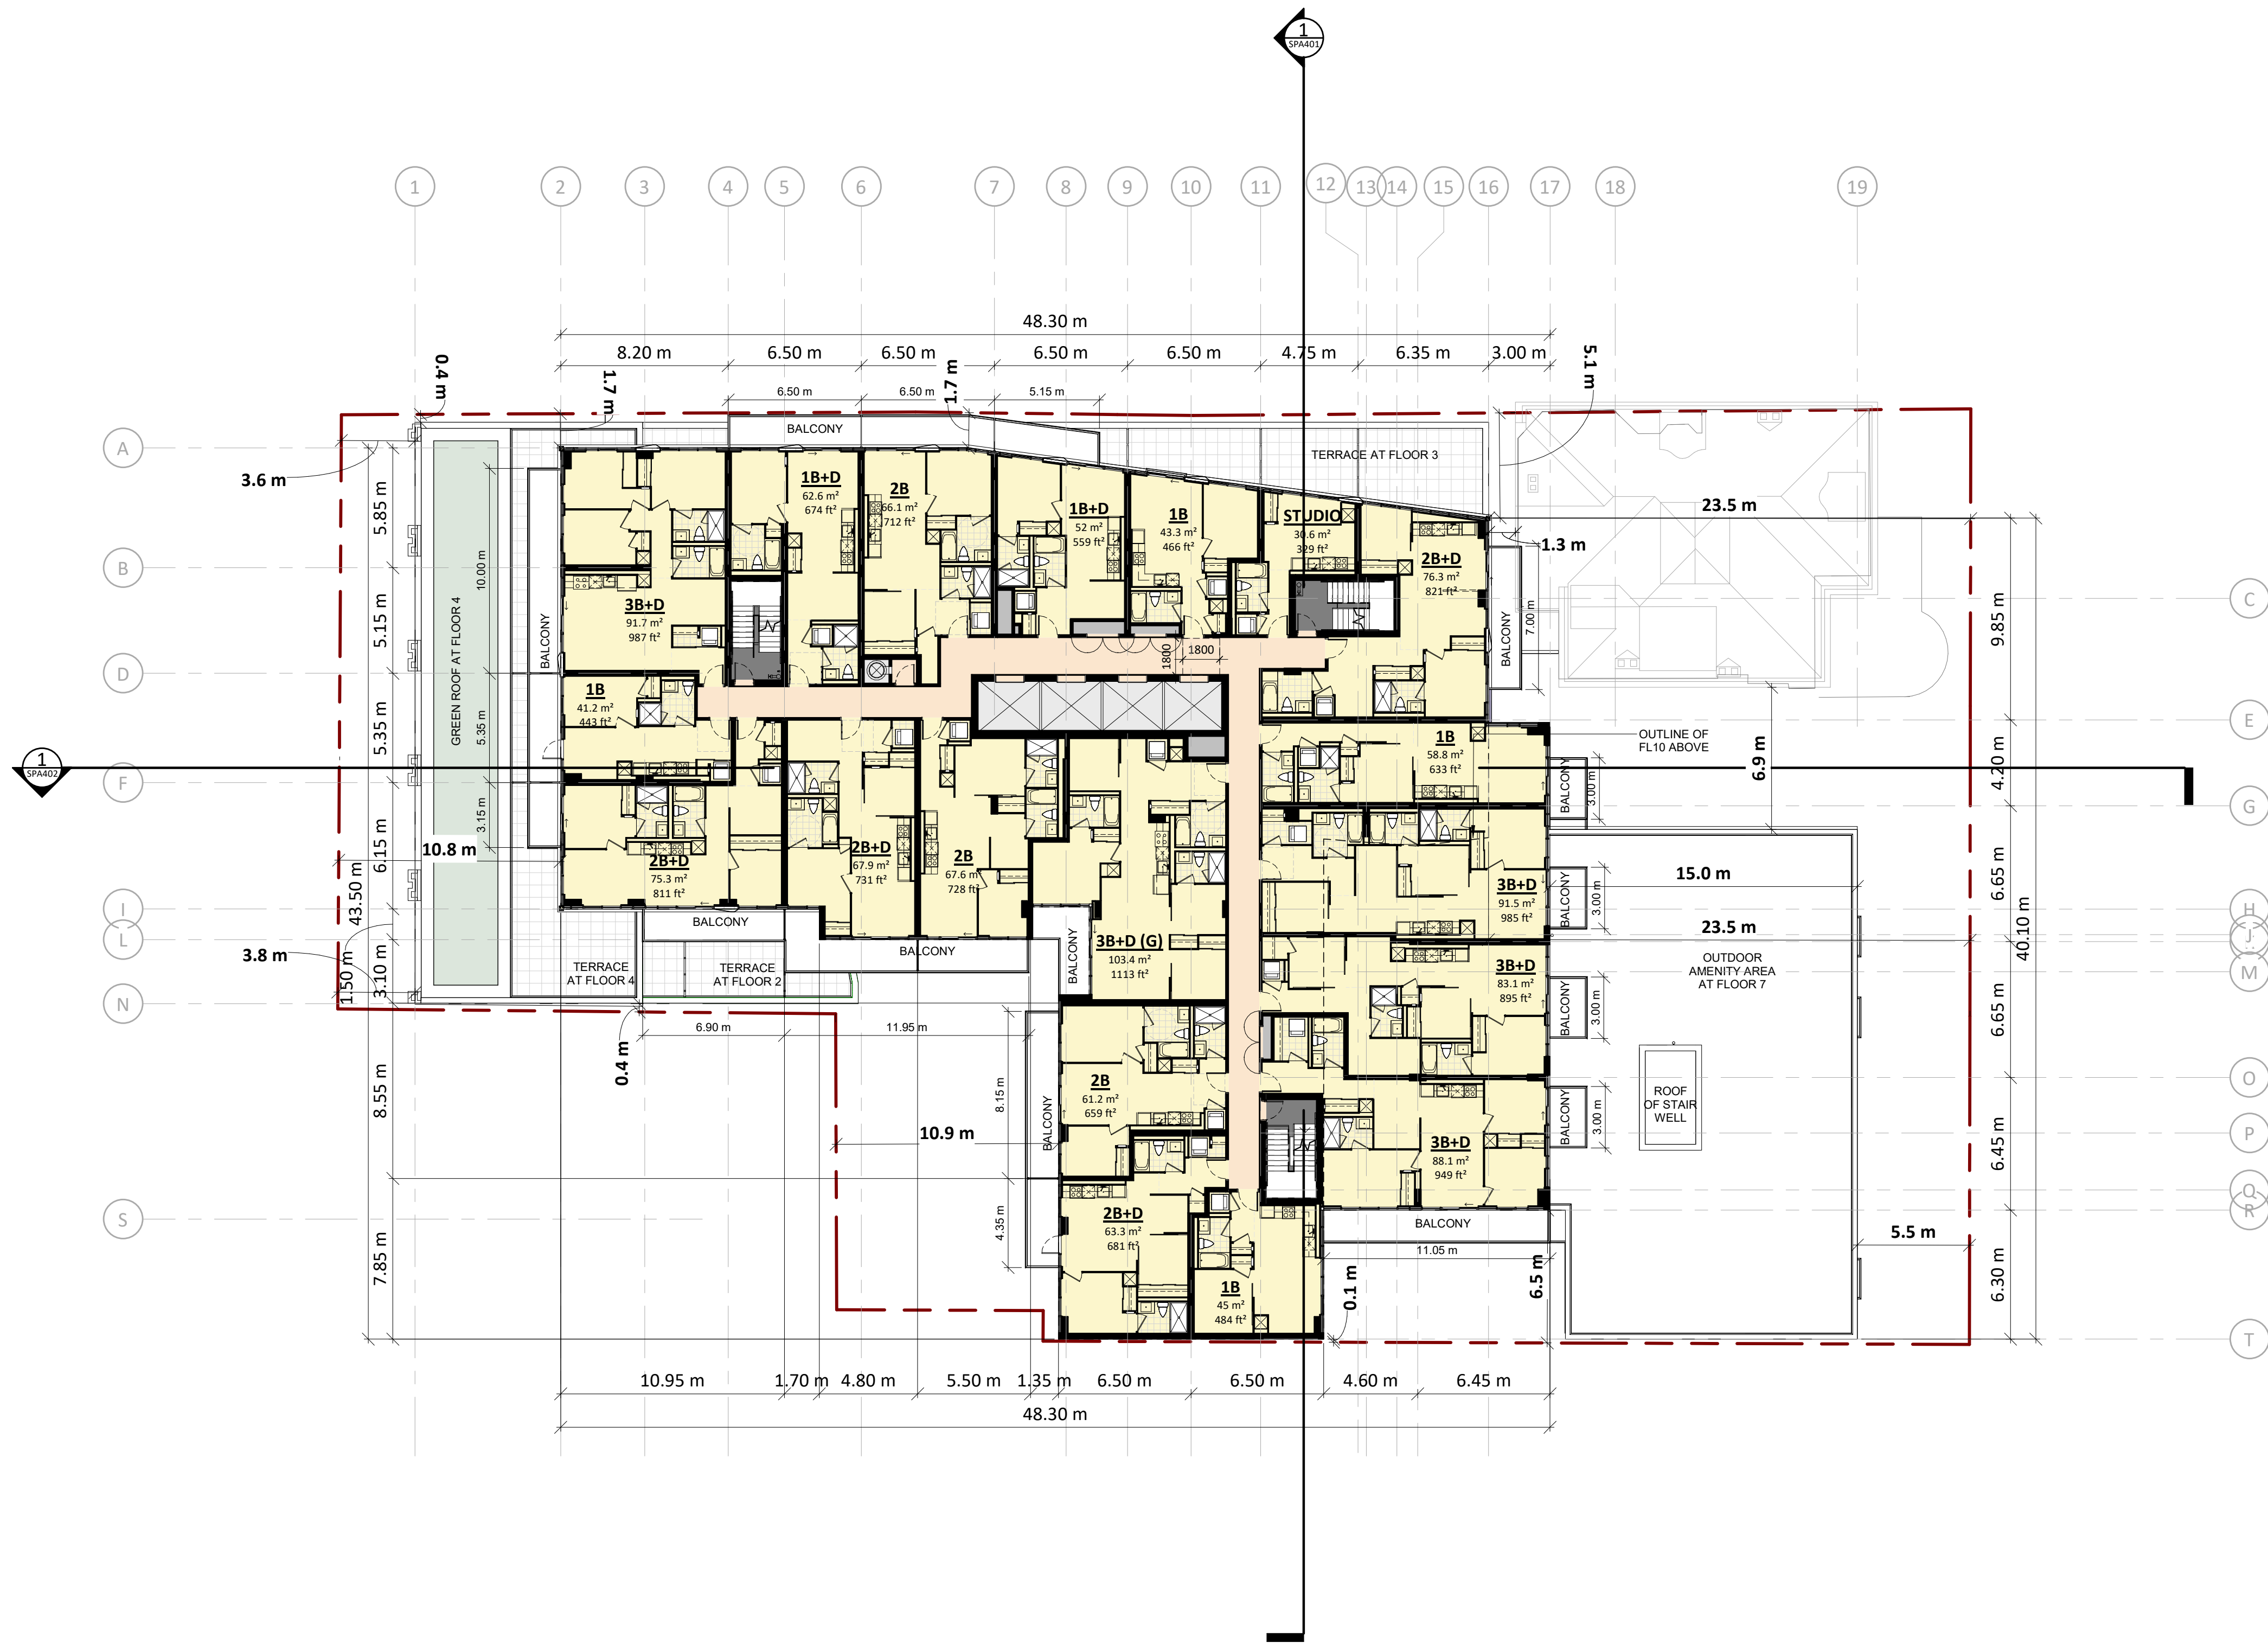 1
SPA401
1
2
3
4
5
6
7
8
9
10
11
12
13
14
15
16
17
18
19
48.30 m
8.20 m
6.50 m
6.50 m
6.50 m
6.50 m
4.75 m
6.35 m
3.00 m
0.4 m
1.7 m
6.50 m
6.50 m
1.7 m
5.15 m
5.1 m
A
B
D
F
I
L
N
S
C
E
G
H
J
M
O
P
Q
R
T
3.6 m
5.85 m
5.15 m
5.35 m
6.15 m
43.50 m
3.10 m
1.50 m
8.55 m
7.85 m
3.8 m
10.8 m
GREEN ROOF AT FLOOR 4
10.00 m
5.35 m
3.15 m
BALCONY
BALCONY
TERRACE AT FLOOR 3
23.5 m
1.3 m
3B+D
91.7 m²
987 ft²
1B+D
62.6 m²
674 ft²
2B
66.1 m²
712 ft²
1B+D
52 m²
559 ft²
1B
43.3 m²
466 ft²
STUDIO
30.6 m²
329 ft²
2B+D
76.3 m²
821 ft²
BALCONY
7.00 m
1800
1800
9.85 m
4.20 m
6.65 m
40.10 m
6.65 m
6.45 m
6.30 m
1B
41.2 m²
443 ft²
1
SPA402
2B+D
75.3 m²
811 ft²
2B+D
67.9 m²
731 ft²
2B
67.6 m²
728 ft²
3B+D (G)
103.4 m²
1113 ft²
1B
58.8 m²
633 ft²
OUTLINE OF
FL10 ABOVE
6.9 m
BALCONY
3.00 m
3B+D
91.5 m²
985 ft²
BALCONY
3.00 m
15.0 m
23.5 m
OUTDOOR
AMENITY AREA
AT FLOOR 7
3B+D
83.1 m²
895 ft²
BALCONY
3.00 m
BALCONY
BALCONY
BALCONY
TERRACE
AT FLOOR 4
TERRACE
AT FLOOR 2
6.90 m
11.95 m
0.4 m
8.15 m
4.35 m
BALCONY
10.9 m
2B
61.2 m²
659 ft²
2B+D
63.3 m²
681 ft²
1B
45 m²
484 ft²
3B+D
88.1 m²
949 ft²
BALCONY
3.00 m
ROOF
OF STAIR
WELL
BALCONY
11.05 m
0.1 m
6.5 m
5.5 m
10.95 m
1.70 m
4.80 m
5.50 m
1.35 m
6.50 m
6.50 m
4.60 m
6.45 m
48.30 m